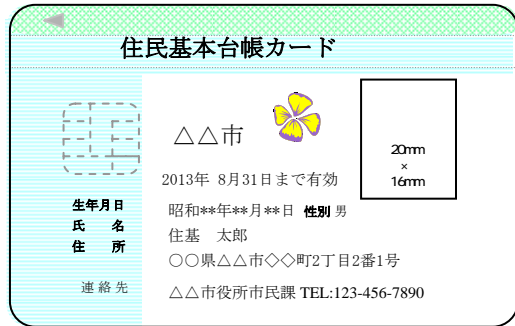 住民基本台帳カード
△△市
20mm
×
16mm
2013年 8月31日まで有効
生年月日 昭和**年**月**日 性別 男
氏 名 住基 太郎
住 所 ○○県△△市◇◇町2丁目2番1号
連絡先 △△市役所市民課 TEL:123-456-7890